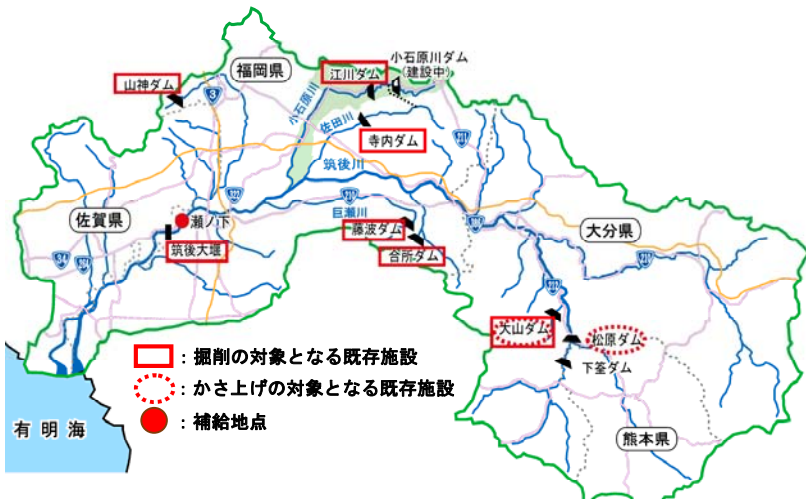 小石原川ダム
(建設中)
福岡県
江川ダム
山神ダム
3
小石原川
佐田川
寺内ダム
筑後川
佐賀県
瀬ノ下
筑後大堰
巨瀬川
藤波ダム
合所ダム
大分県
34
大山ダム
松原ダム
下筌ダム
熊本県
:掘削の対象となる既存施設
:かさ上げの対象となる既存施設
:補給地点
有明海